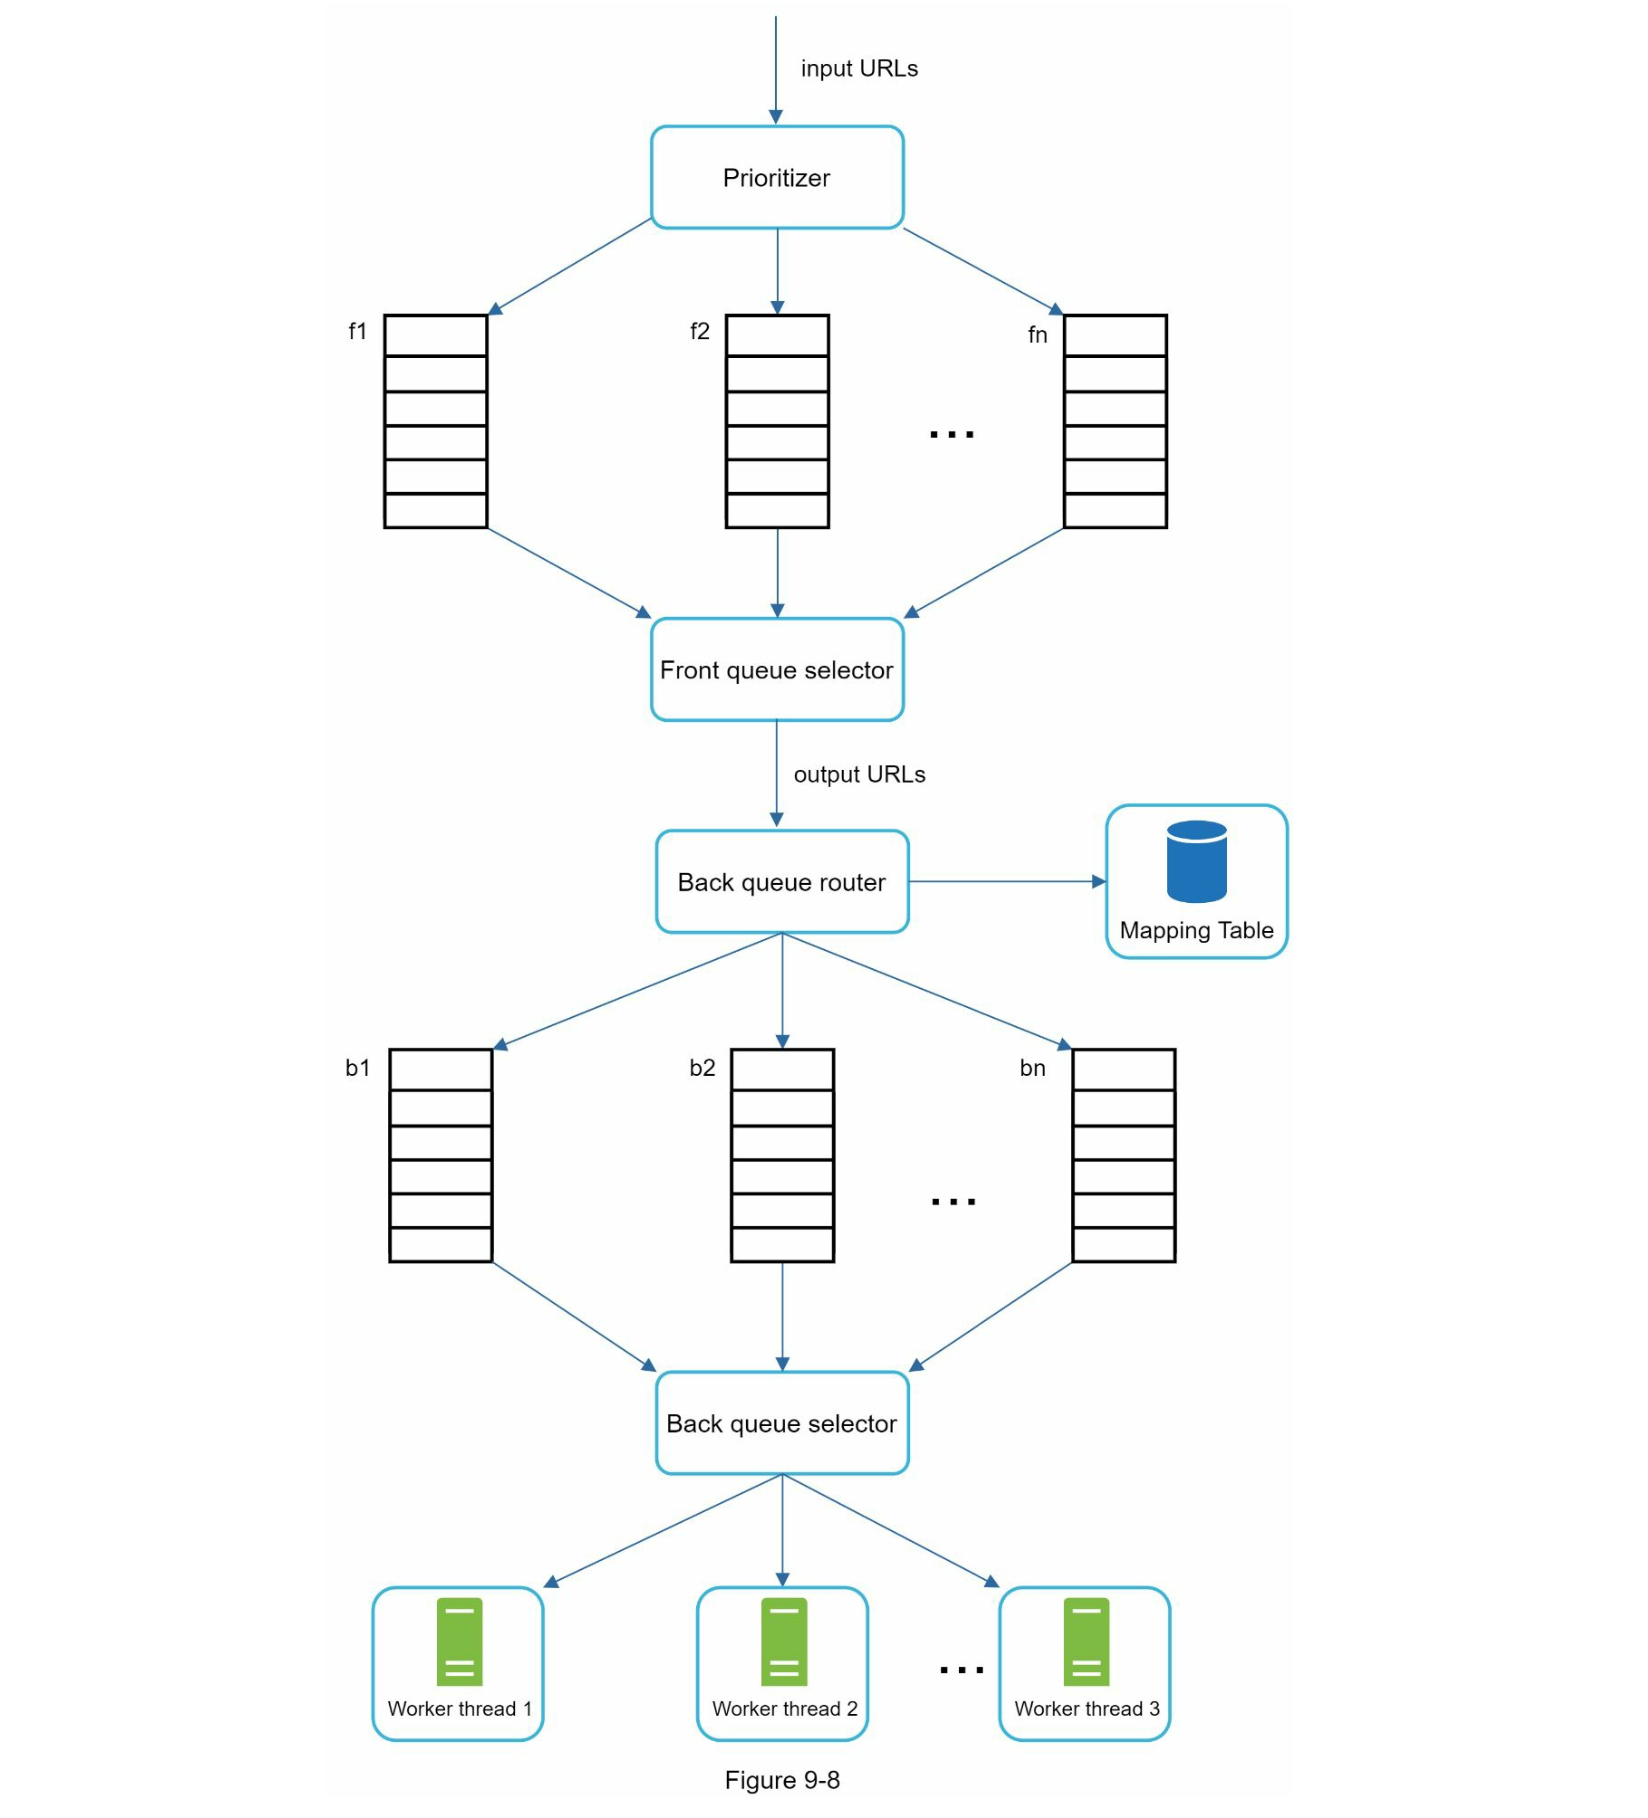 input URLs
Prioritizer
f1
f2
fn
...
Front queue selector
output URLs
Back queue router
Mapping Table
b1
b2
bn
...
Back queue selector
...
Worker thread 1
Worker thread 2
Worker thread 3
Figure 9-8